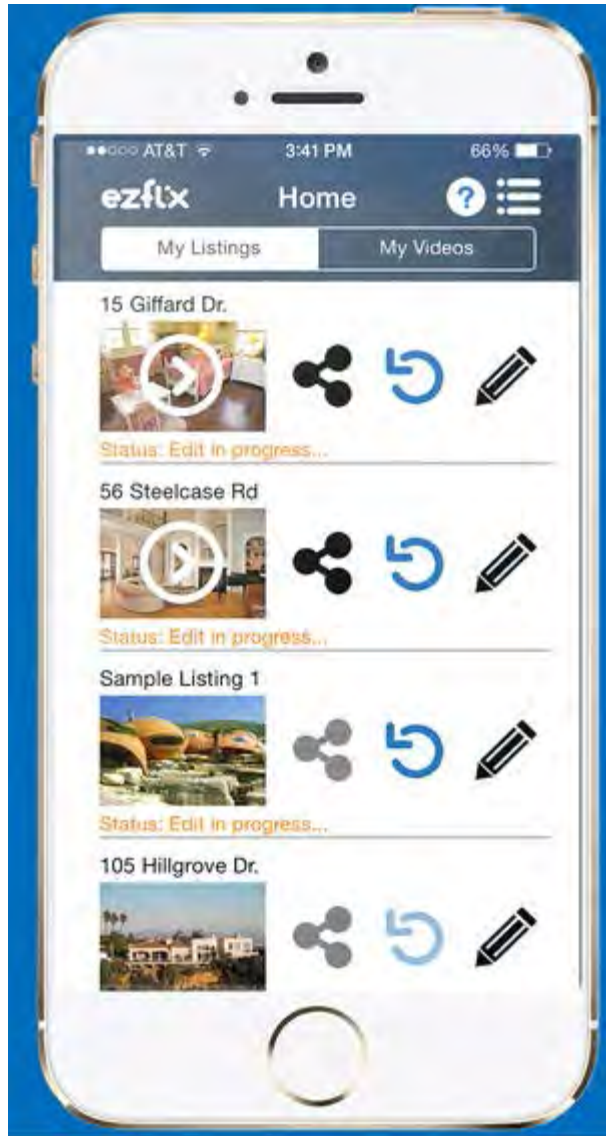 AT&T 3:41 PM 66%
ezflix Home ?
My Listings My Videos
15 Giffard Dr.
Status: Edit in progress...
56 Steelcase Rd
Status: Edit in progress...
Sample Listing 1
Status: Edit in progress...
105 Hillgrove Dr.